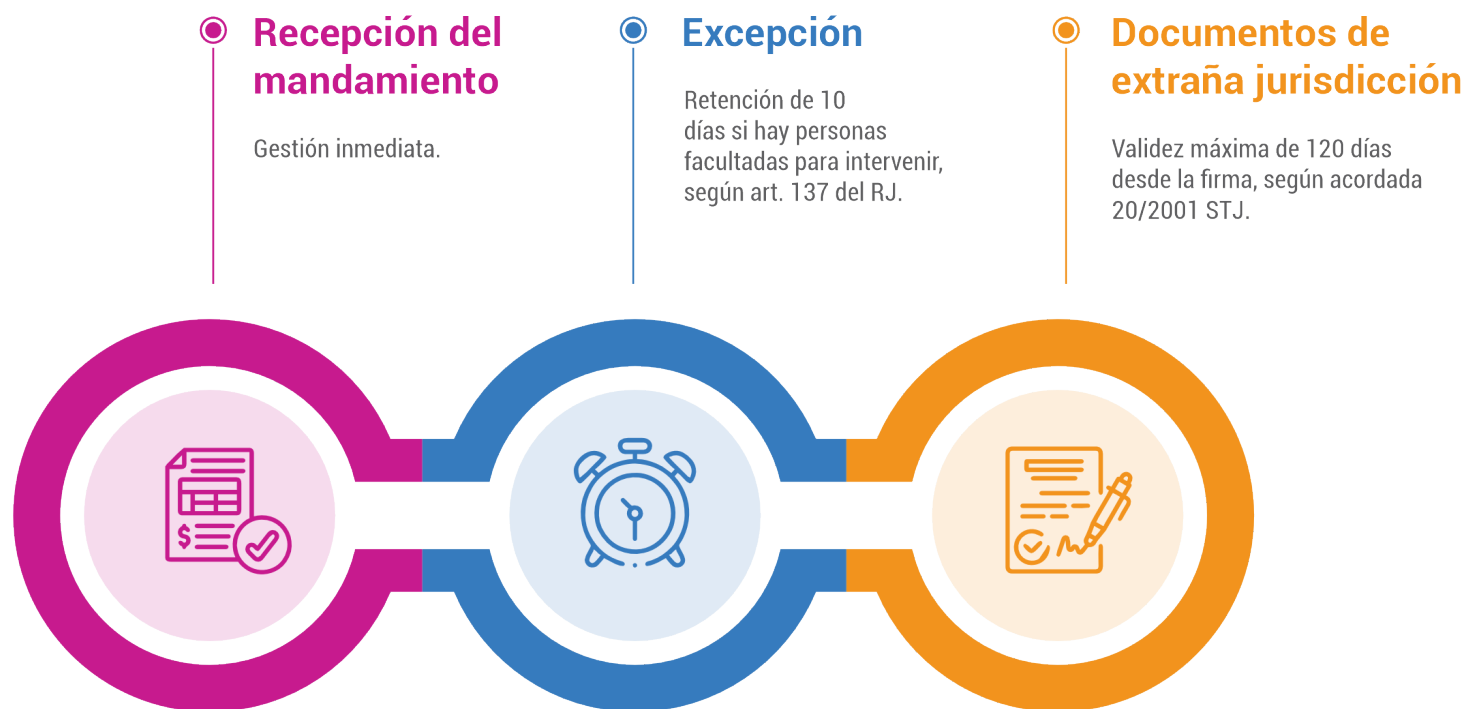 Recepción del
mandamiento
Gestión inmediata.
Excepción
Retención de 10
días si hay personas
facultadas para intervenir,
según art. 137 del RJ.
Documentos de
extraña jurisdicción
Validez máxima de 120 días
desde la firma, según acordada
20/2001 STJ.
$